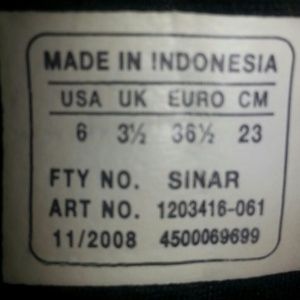 MADE IN INDONESIA
USA UK EURO CM
6 3½ 36½ 23
FTY NO. SINAR
ART NO. 1203416-061
11/2008 4500069699